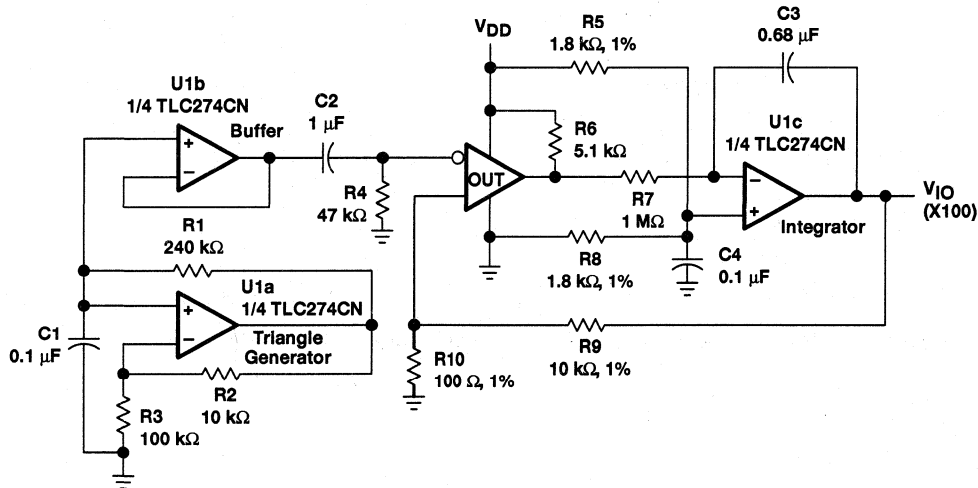 VDD
R5
1.8 kΩ, 1%
C3
0.68 μF
U1b
1/4 TLC274CN
Buffer
C2
1 μF
R4
47 kΩ
OUT
R6
5.1 kΩ
R7
1 MΩ
U1c
1/4 TLC274CN
Integrator
VIO
(X100)
R8
1.8 kΩ, 1%
C4
0.1 μF
R1
240 kΩ
U1a
1/4 TLC274CN
Triangle
Generator
C1
0.1 μF
R2
10 kΩ
R3
100 kΩ
R10
100 Ω, 1%
R9
10 kΩ, 1%
+
−
+
−
−
+